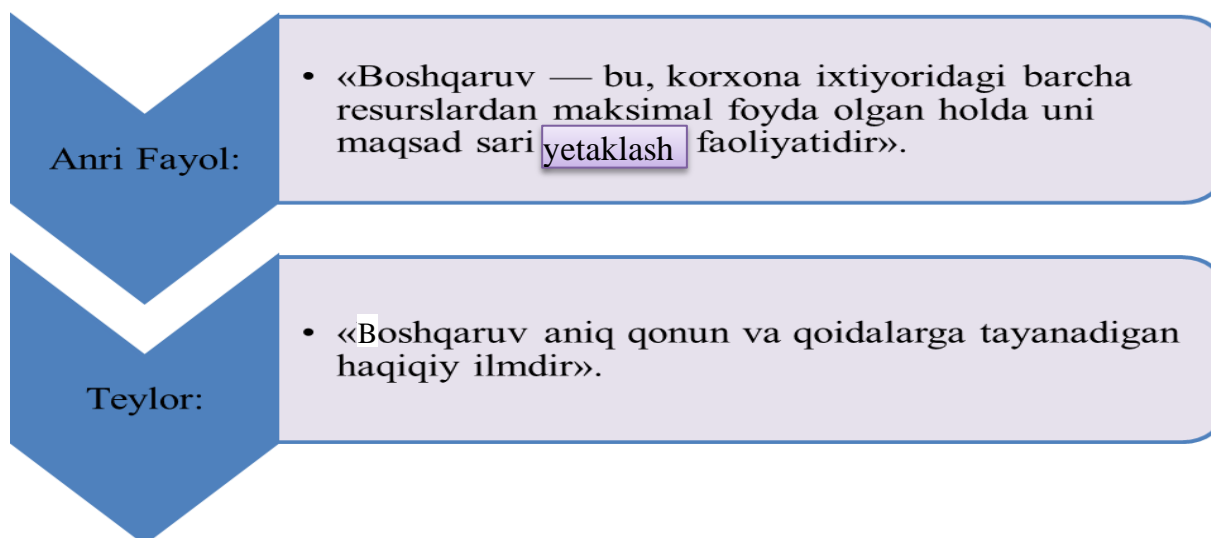 Anri Fayol:
• «Boshqaruv — bu, korxona ixtiyoridagi barcha
resurslardan maksimal foyda olgan holda uni
maqsad sari yetaklash faoliyatidir».
Teylor:
• «Boshqaruv aniq qonun va qoidalarga tayanadigan
haqiqiy ilmdir».